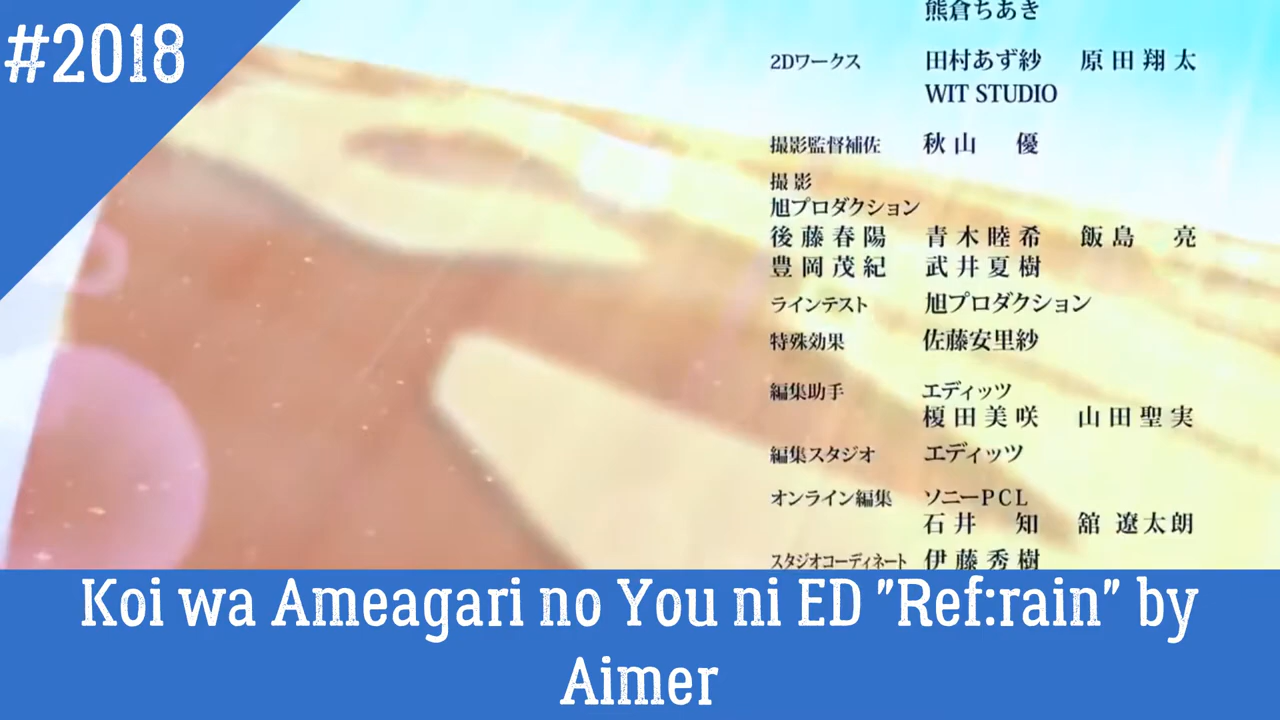 #2018
熊倉ちあき
2Dワークス 田村あず紗 原田翔太
WIT STUDIO
撮影監督補佐 秋山 優
撮影
旭プロダクション
後藤春陽 青木睦希 飯島 亮
豊岡茂紀 武井夏樹
ラインテスト 旭プロダクション
特殊効果 佐藤安里紗
編集助手 エディッツ
榎田美咲 山田聖実
編集スタジオ エディッツ
オンライン編集 ソニーPCL
石井 知 舘 遼太朗
スタジオコーディネート 伊藤秀樹
Koi wa Ameagari no You ni ED "Ref:rain" by
Aimer